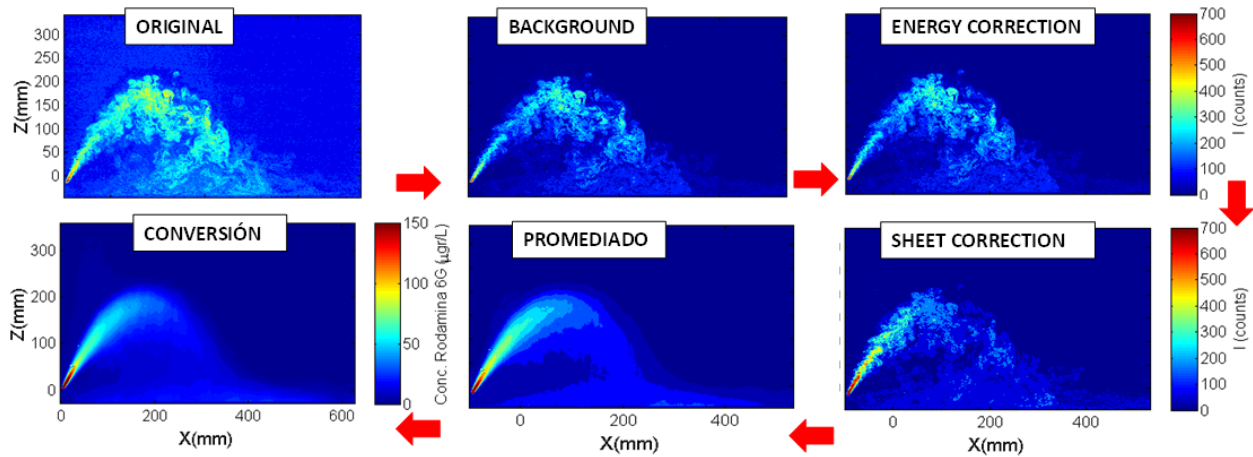 ORIGINAL
BACKGROUND
ENERGY CORRECTION
Z(mm)
300
250
200
150
100
50
0
700
600
500
400
300
200
100
0
I (counts)
CONVERSIÓN
PROMEDIADO
SHEET CORRECTION
Z(mm)
300
200
100
0
0
200
400
600
X(mm)
150
100
50
0
Conc. Rodamina 6G (µgr/L)
0
200
400
X(mm)
0
200
400
X(mm)
700
600
500
400
300
200
100
0
I (counts)